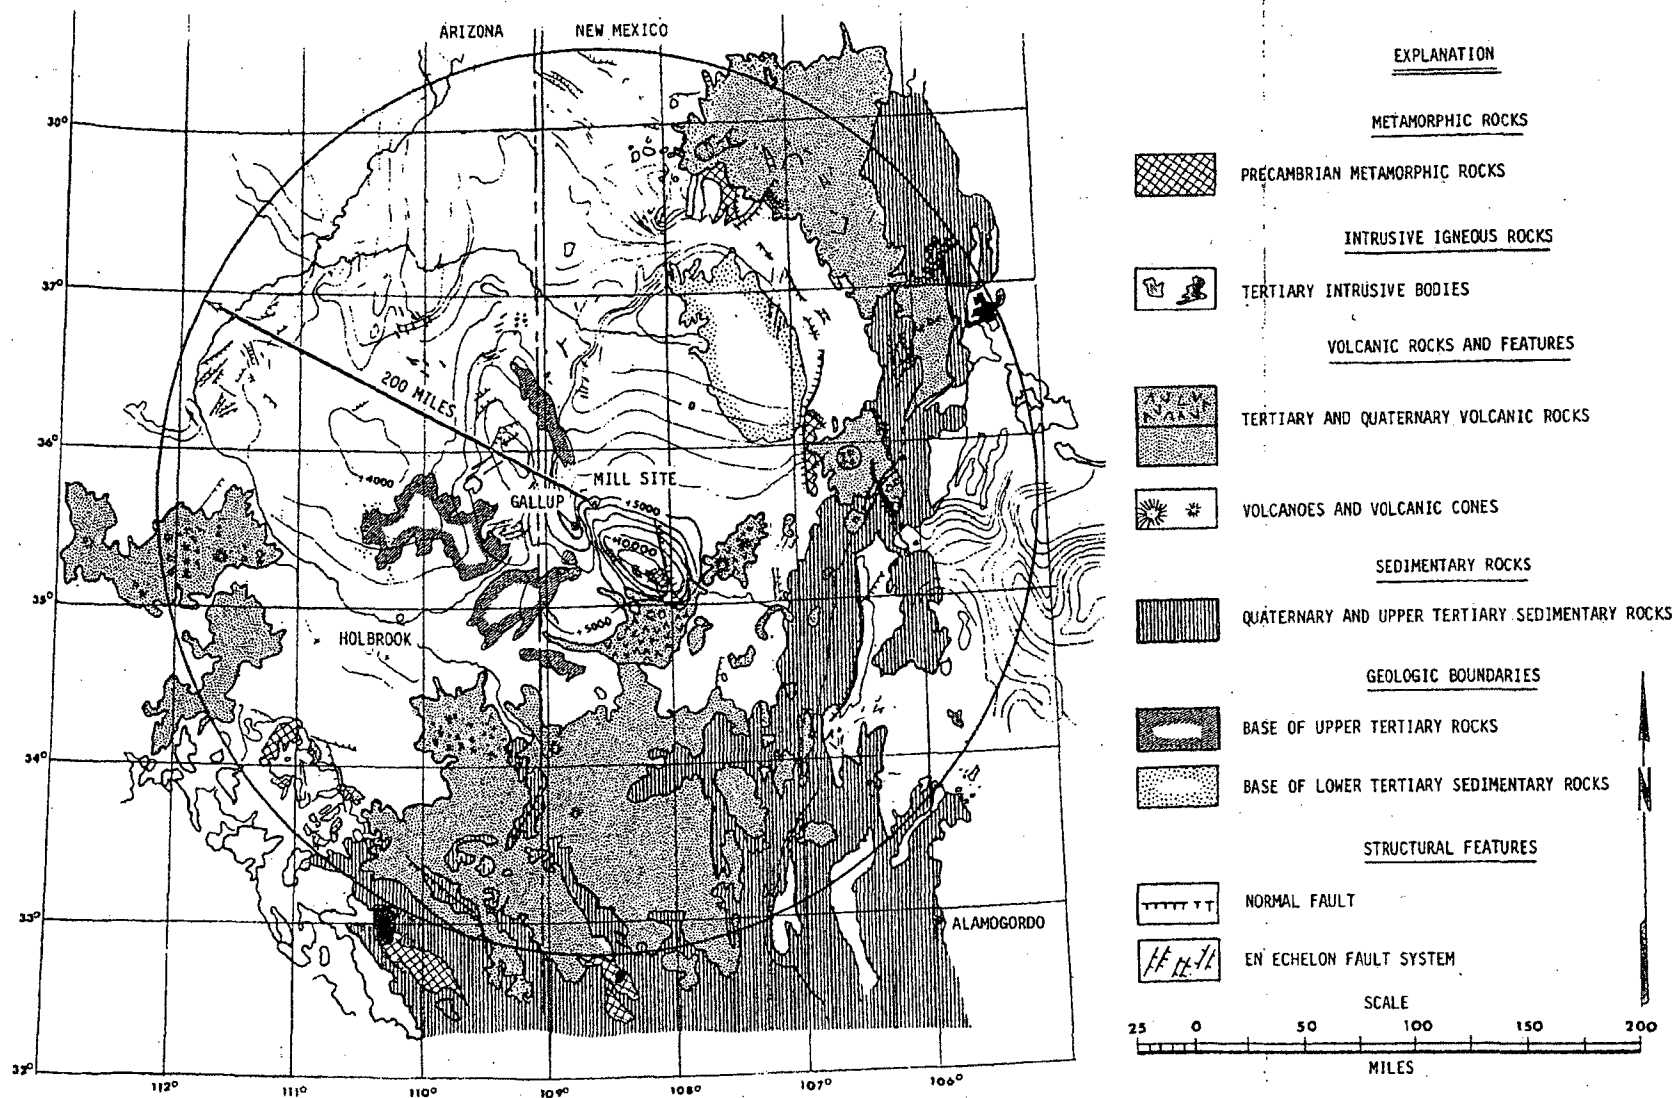 ARIZONA NEW MEXICO
30°
37°
36°
35°
34°
33°
112° 111° 110° 109° 108° 107° 106°
200 MILES
0
MILL SITE
GALLUP
+4000
+5000
+10000
+5000
HOLBROOK
ALAMOGORDO
EXPLANATION
METAMORPHIC ROCKS
PRECAMBRIAN METAMORPHIC ROCKS
INTRUSIVE IGNEOUS ROCKS
TERTIARY INTRUSIVE BODIES
VOLCANIC ROCKS AND FEATURES
TERTIARY AND QUATERNARY VOLCANIC ROCKS
VOLCANOES AND VOLCANIC CONES
SEDIMENTARY ROCKS
QUATERNARY AND UPPER TERTIARY SEDIMENTARY ROCKS
GEOLOGIC BOUNDARIES
BASE OF UPPER TERTIARY ROCKS
BASE OF LOWER TERTIARY SEDIMENTARY ROCKS
N
STRUCTURAL FEATURES
NORMAL FAULT
EN ECHELON FAULT SYSTEM
SCALE
25 0 50 100 150 200
MILES